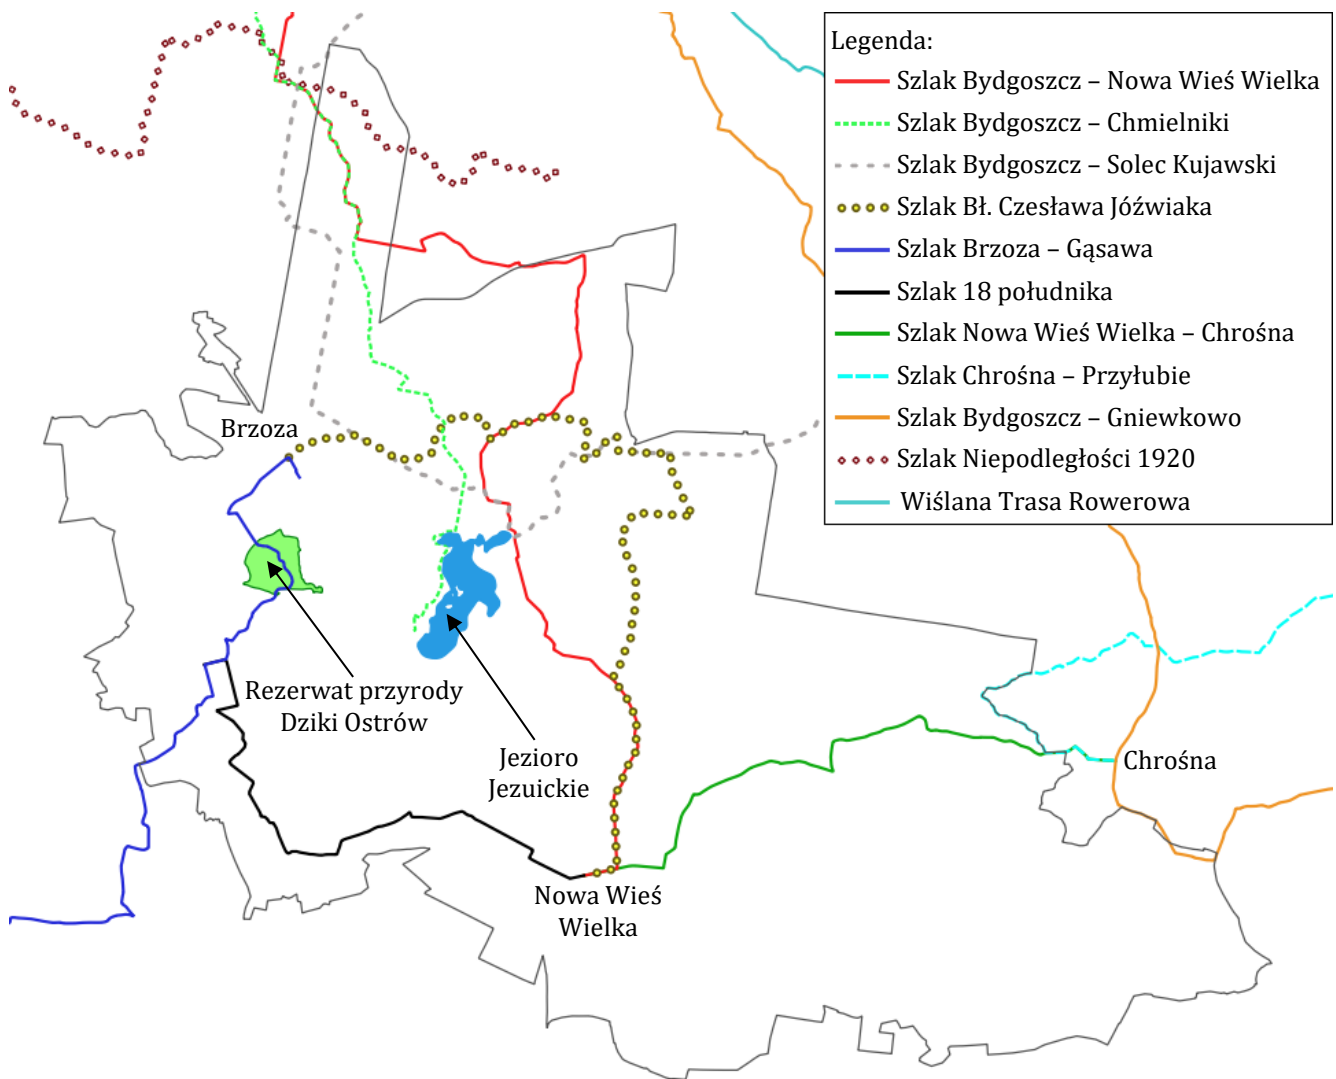 Legenda:
Szlak Bydgoszcz – Nowa Wieś Wielka
Szlak Bydgoszcz – Chmielniki
Szlak Bydgoszcz – Solec Kujawski
Szlak Bł. Czesława Jóźwiaka
Szlak Brzoza – Gąsawa
Szlak 18 południka
Szlak Nowa Wieś Wielka – Chrośna
Szlak Chrośna – Przyłubie
Szlak Bydgoszcz – Gniewkowo
Szlak Niepodległości 1920
Wiślana Trasa Rowerowa
Brzoza
Rezerwat przyrody
Dziki Ostrów
Jezioro
Jezuickie
Chrośna
Nowa Wieś
Wielka